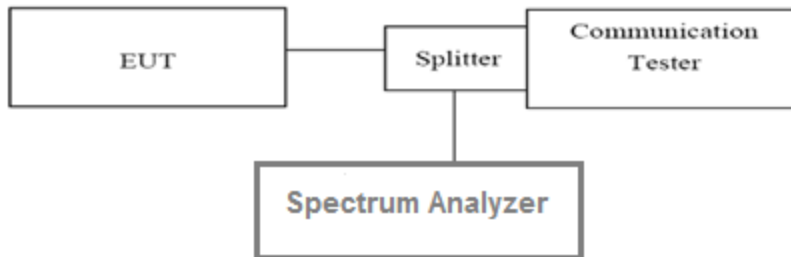 EUT
Splitter
Communication
Tester
Spectrum Analyzer